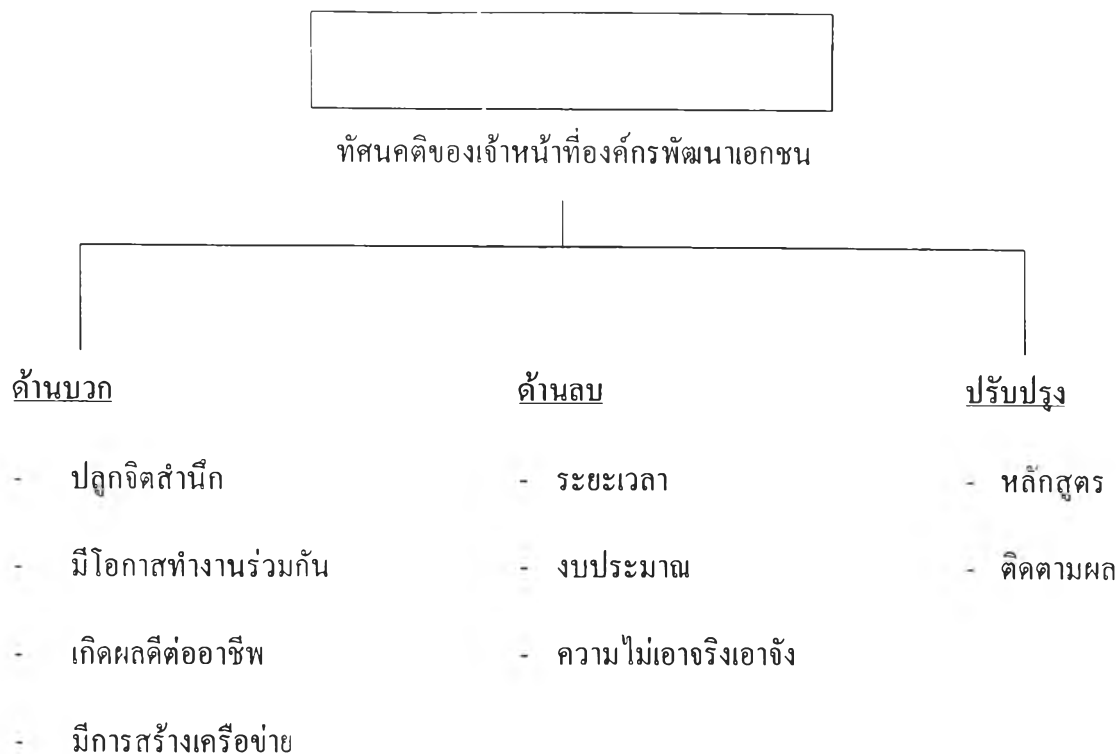 ทัศนคติของเจ้าหน้าที่องค์กรพัฒนาเอกชน
ด้านบวก
- ปลูกจิตสำนึก
- มีโอกาสทำงานร่วมกัน
- เกิดผลดีต่ออาชีพ
- มีการสร้างเครือข่าย
ด้านลบ
- ระยะเวลา
- งบประมาณ
- ความไม่เอาจริงเอาจัง
ปรับปรุง
- หลักสูตร
- ติดตามผล